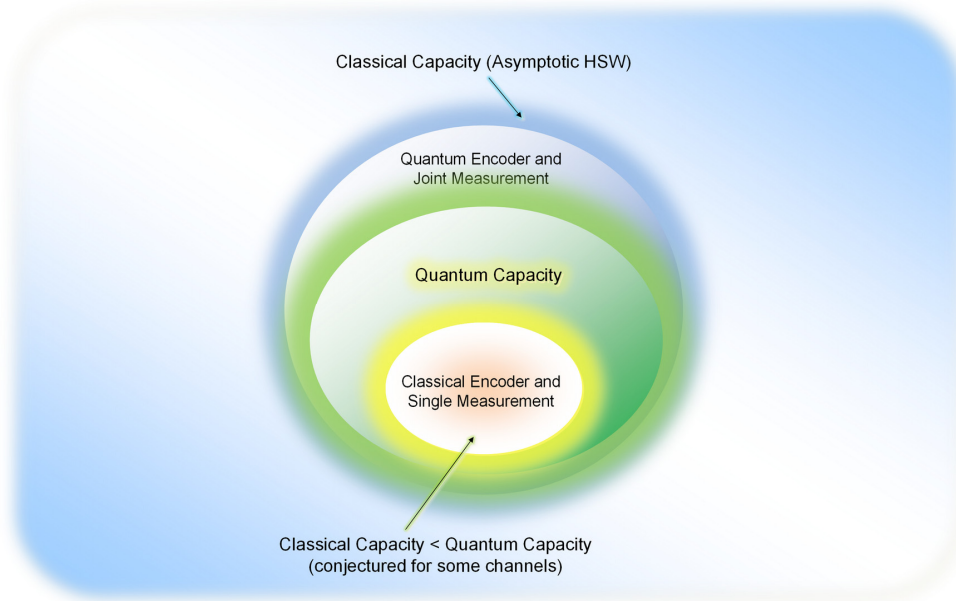 Classical Capacity (Asymptotic HSW)
Quantum Encoder and
Joint Measurement
Quantum Capacity
Classical Encoder and
Single Measurement
Classical Capacity < Quantum Capacity
(conjectured for some channels)